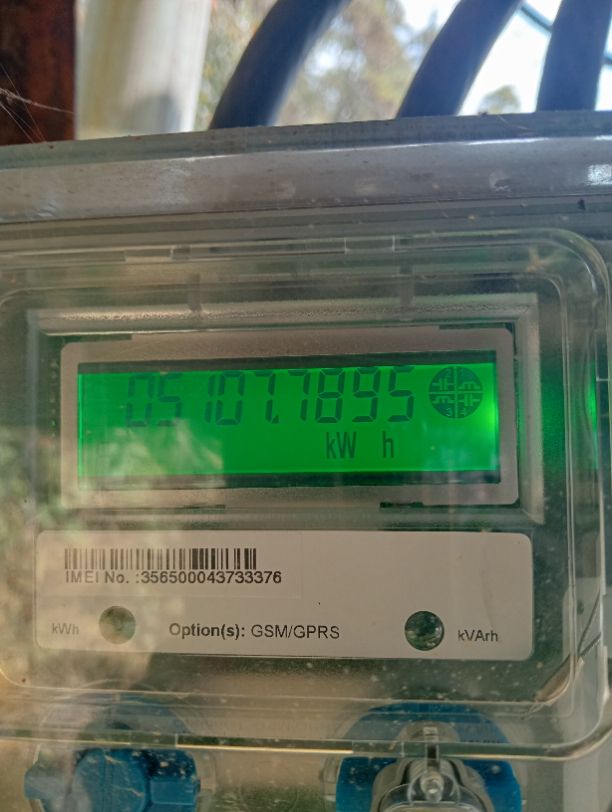 05107.7895
kW h
IMEI No. :356500043733376
kWh Option(s): GSM/GPRS kVArh